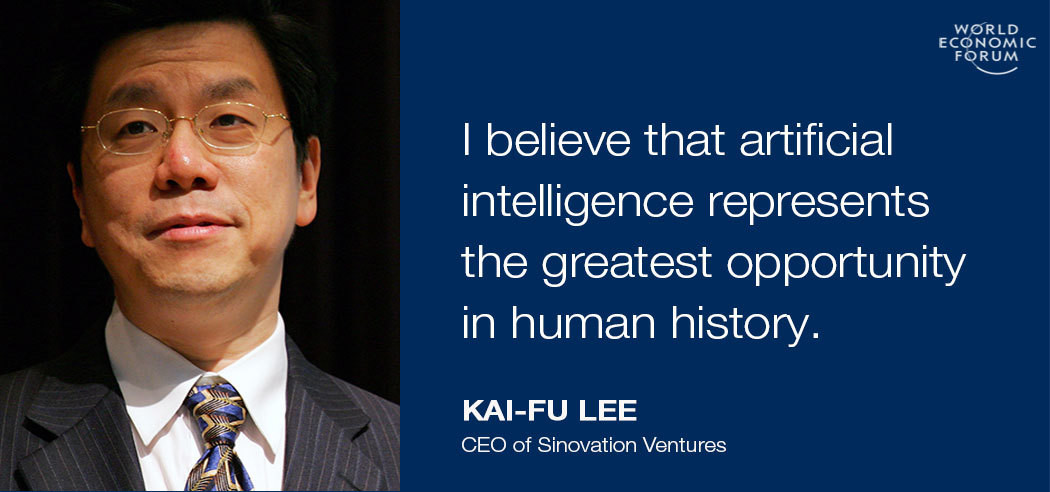 WORLD
ECONOMIC
FORUM
I believe that artificial
intelligence represents
the greatest opportunity
in human history.
KAI-FU LEE
CEO of Sinovation Ventures